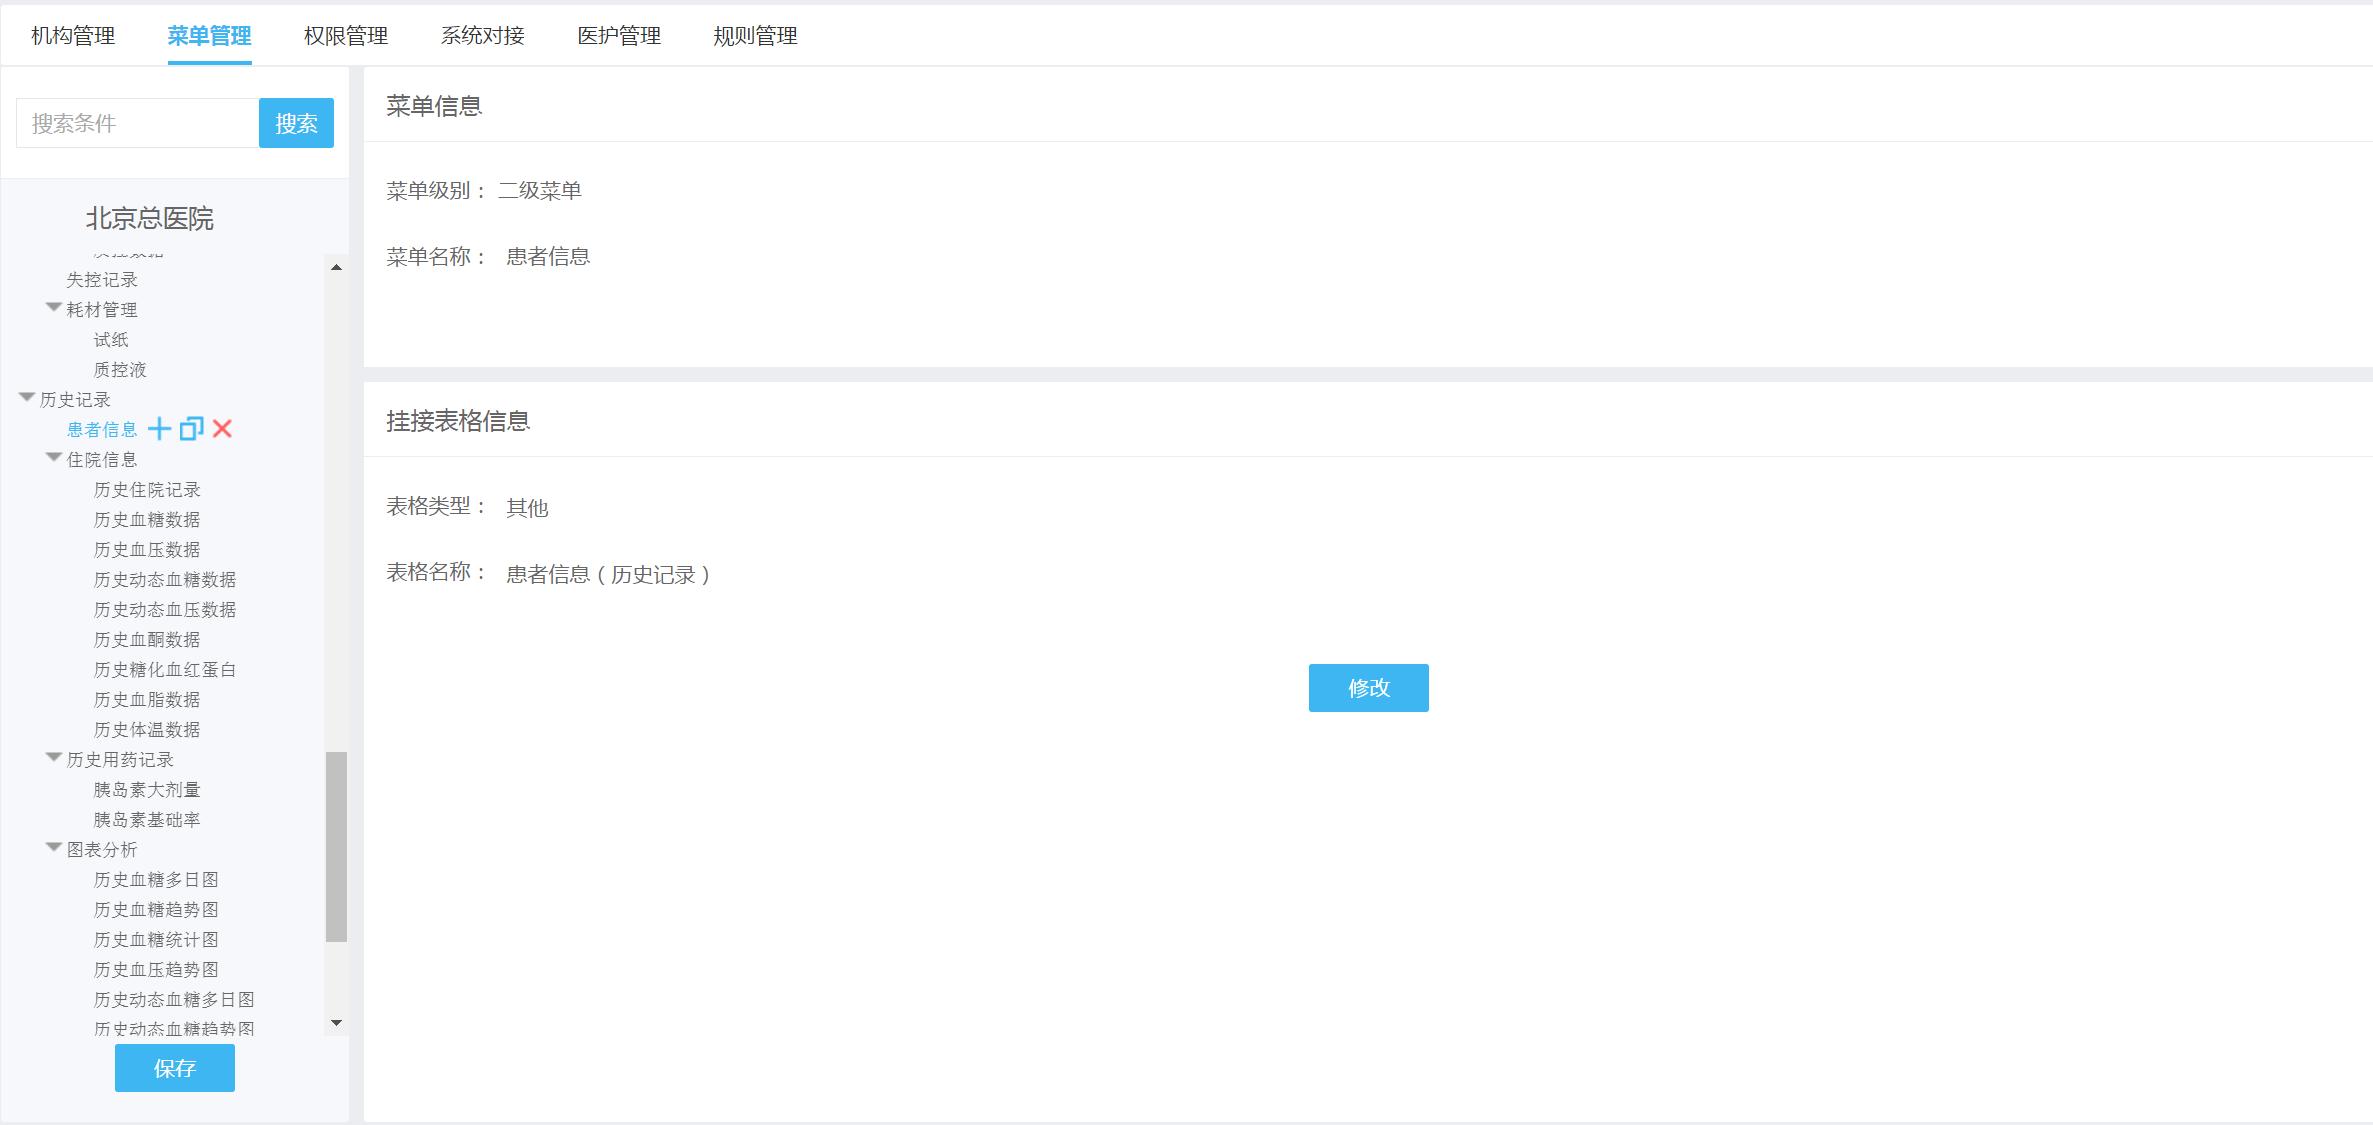 机构管理 菜单管理 权限管理 系统对接 医护管理 规则管理
搜索条件 搜索
北京总医院
失控记录
耗材管理
试纸
质控液
历史记录
患者信息
住院信息
历史住院记录
历史血糖数据
历史血压数据
历史动态血糖数据
历史动态血压数据
历史血酮数据
历史糖化血红蛋白
历史血脂数据
历史体温数据
历史用药记录
胰岛素大剂量
胰岛素基础率
图表分析
历史血糖多日图
历史血糖趋势图
历史血糖统计图
历史血压趋势图
历史动态血糖多日图
历史动态血糖趋势图
保存
菜单信息
菜单级别： 二级菜单
菜单名称： 患者信息
挂接表格信息
表格类型： 其他
表格名称： 患者信息（历史记录）
修改